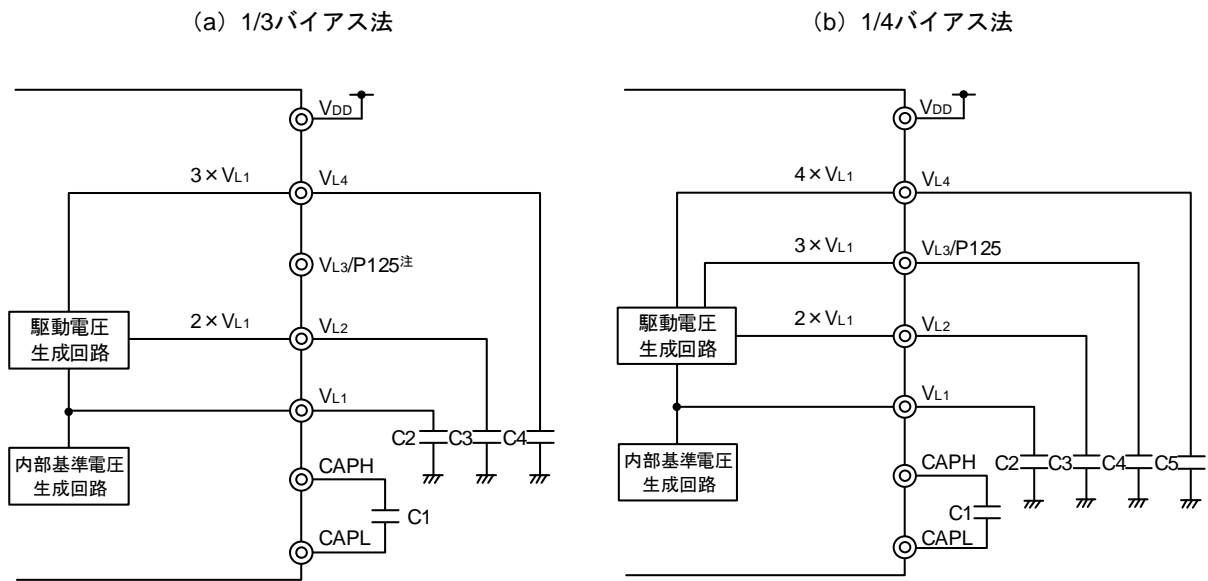 (a) 1/3バイアス法
VDD
3×VL1
VL4
VL3/P125注
駆動電圧
生成回路
2×VL1
VL2
VL1
C2
C3
C4
内部基準電圧
生成回路
CAPH
C1
CAPL
(b) 1/4バイアス法
VDD
4×VL1
VL4
3×VL1
VL3/P125
駆動電圧
生成回路
2×VL1
VL2
VL1
C2
C3
C4
C5
内部基準電圧
生成回路
CAPH
C1
CAPL